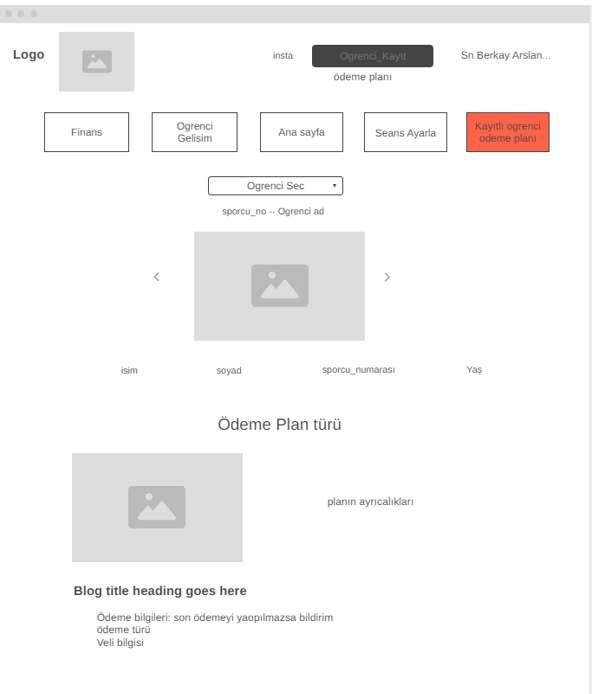 Logo
insta
Ogrenci_Kayıt
Sn.Berkay Arslan...
ödeme planı
Finans
Ogrenci
Gelisim
Ana sayfa
Seans Ayarla
Kayıtlı ogrenci
odeme planı
Ogrenci Sec
sporcu_no -- Ogrenci ad
isim
soyad
sporcu_numarası
Yaş
Ödeme Plan türü
planın ayrıcalıkları
Blog title heading goes here
Ödeme bilgileri: son ödemeyi yaopılmazsa bildirim
ödeme türü
Veli bilgisi